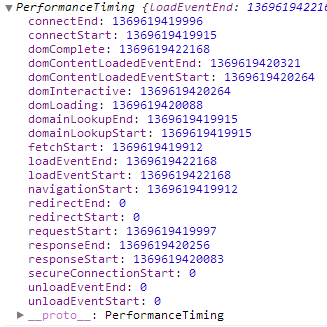 ▼ PerformanceTiming {loadEventEnd: 1369619422168
connectEnd: 1369619419996
connectStart: 1369619419915
domComplete: 1369619422168
domContentLoadedEventEnd: 1369619420321
domContentLoadedEventStart: 1369619420264
domInteractive: 1369619420264
domLoading: 1369619420088
domainLookupEnd: 1369619419915
domainLookupStart: 1369619419915
fetchStart: 1369619419912
loadEventEnd: 1369619422168
loadEventStart: 1369619422168
navigationStart: 1369619419912
redirectEnd: 0
redirectStart: 0
requestStart: 1369619419997
responseEnd: 1369619420256
responseStart: 1369619420083
secureConnectionStart: 0
unloadEventEnd: 0
unloadEventStart: 0
▶ __proto__: PerformanceTiming